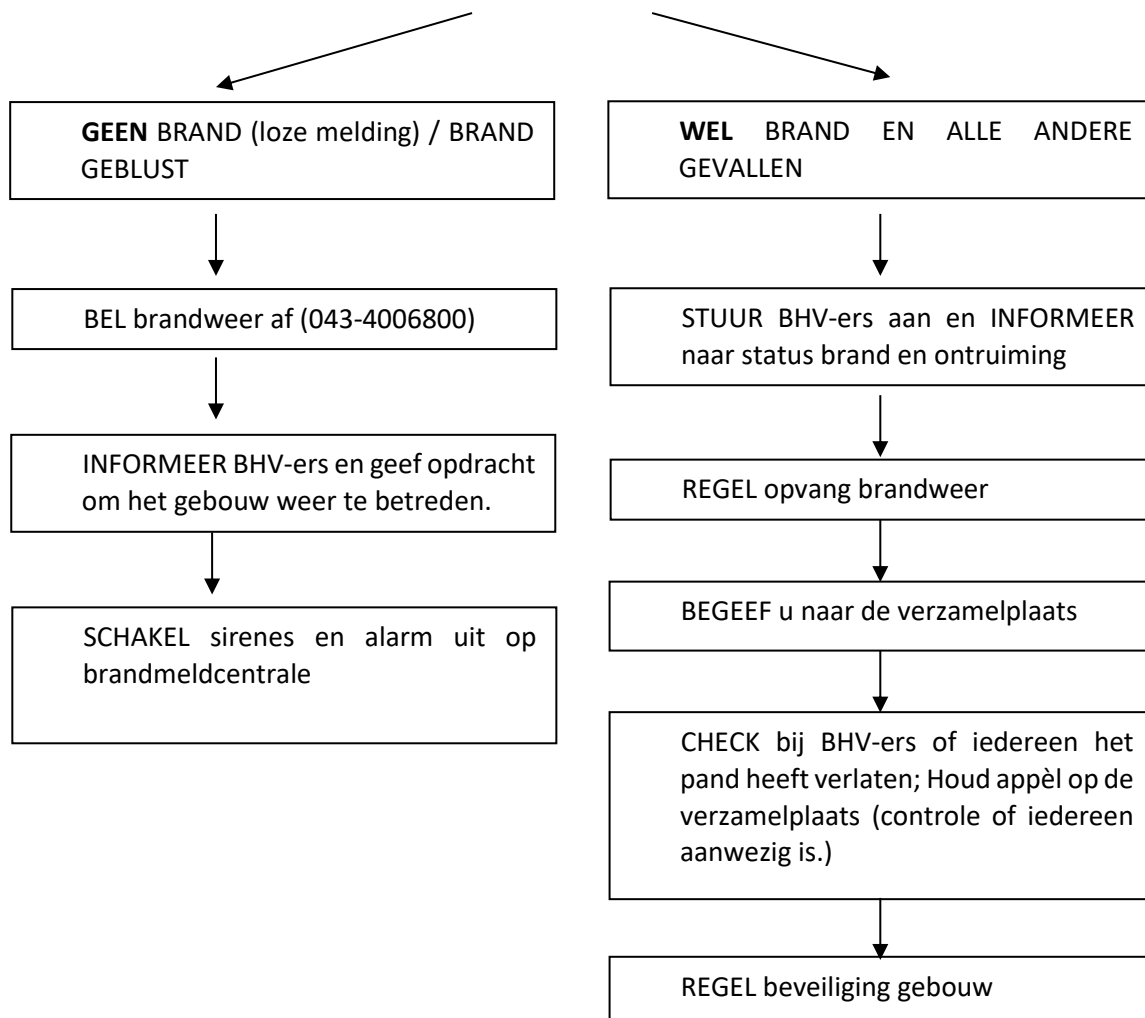 GEEN BRAND (loze melding) / BRAND
GEBLUST
BEL brandweer af (043-4006800)
INFORMEER BHV-ers en geef opdracht
om het gebouw weer te betreden.
SCHAKEL sirenes en alarm uit op
brandmeldcentrale
WEL BRAND EN ALLE ANDERE
GEVALLEN
STUUR BHV-ers aan en INFORMEER
naar status brand en ontruiming
REGEL opvang brandweer
BEGEEF u naar de verzamelplaats
CHECK bij BHV-ers of iedereen het
pand heeft verlaten; Houd appèl op de
verzamelplaats (controle of iedereen
aanwezig is.)
REGEL beveiliging gebouw